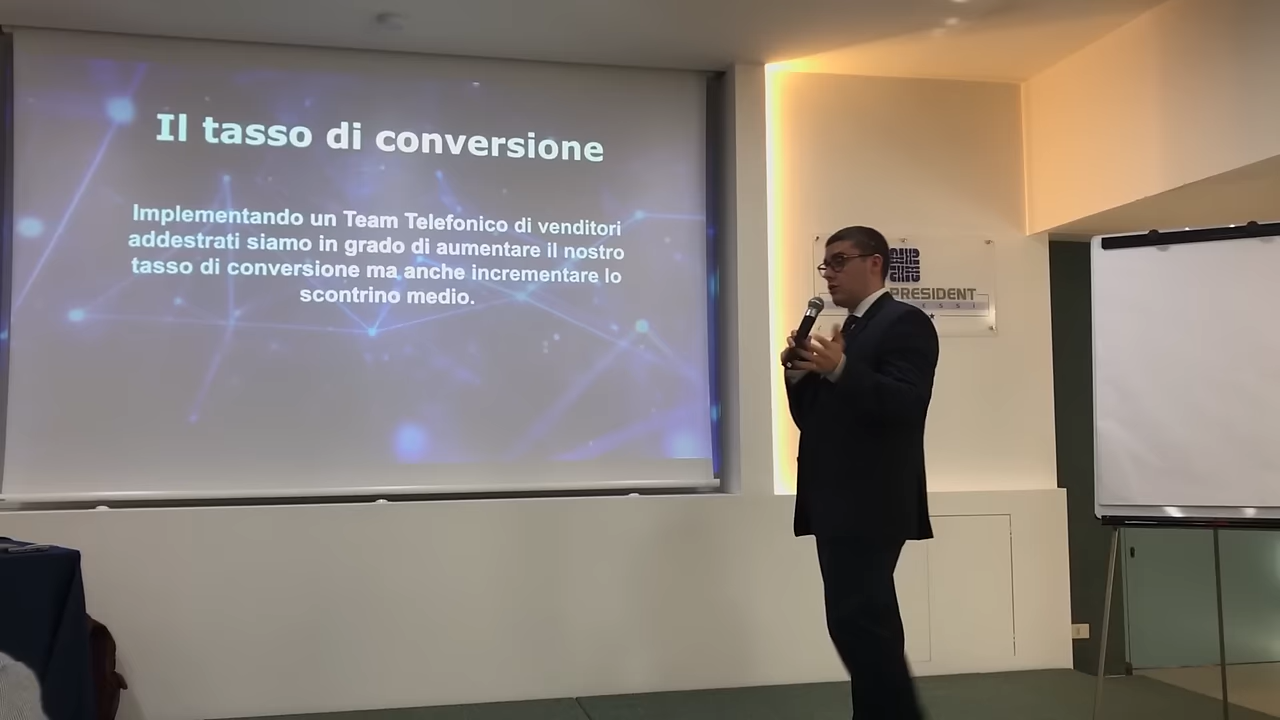 Il tasso di conversione
Implementando un Team Telefonico di venditori
addestrati siamo in grado di aumentare il nostro
tasso di conversione ma anche incrementare lo
scontrino medio.
PRESIDENT